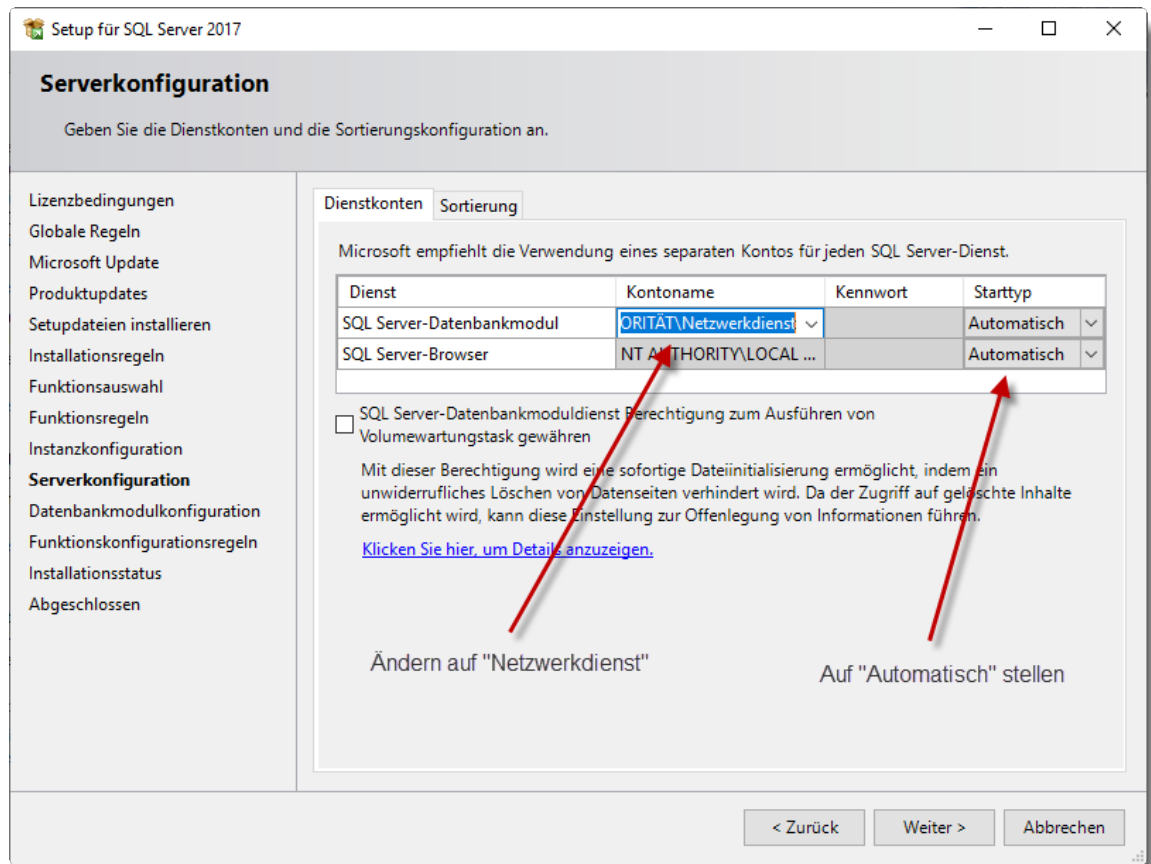 Setup für SQL Server 2017
Serverkonfiguration
Geben Sie die Dienstkonten und die Sortierungskonfiguration an.
Lizenzbedingungen
Globale Regeln
Microsoft Update
Produktupdates
Setupdateien installieren
Installationsregeln
Funktionsauswahl
Funktionsregeln
Instanzkonfiguration
Serverkonfiguration
Datenbankmodulkonfiguration
Funktionskonfigurationsregeln
Installationsstatus
Abgeschlossen
Dienstkonten Sortierung
Microsoft empfiehlt die Verwendung eines separaten Kontos für jeden SQL Server-Dienst.
Dienst Kontoname Kennwort Starttyp
SQL Server-Datenbankmodul ORITÄT\Netzwerkdienst Automatisch
SQL Server-Browser NT AUTHORITY\LOCAL ... Automatisch
SQL Server-Datenbankmoduldienst Berechtigung zum Ausführen von
Volumewartungstask gewähren
Mit dieser Berechtigung wird eine sofortige Dateiinitialisierung ermöglicht, indem ein
unwiderrufliches Löschen von Datenseiten verhindert wird. Da der Zugriff auf gelöschte Inhalte
ermöglicht wird, kann diese Einstellung zur Offenlegung von Informationen führen.
Klicken Sie hier, um Details anzuzeigen.
Ändern auf "Netzwerkdienst"
Auf "Automatisch" stellen
< Zurück Weiter > Abbrechen